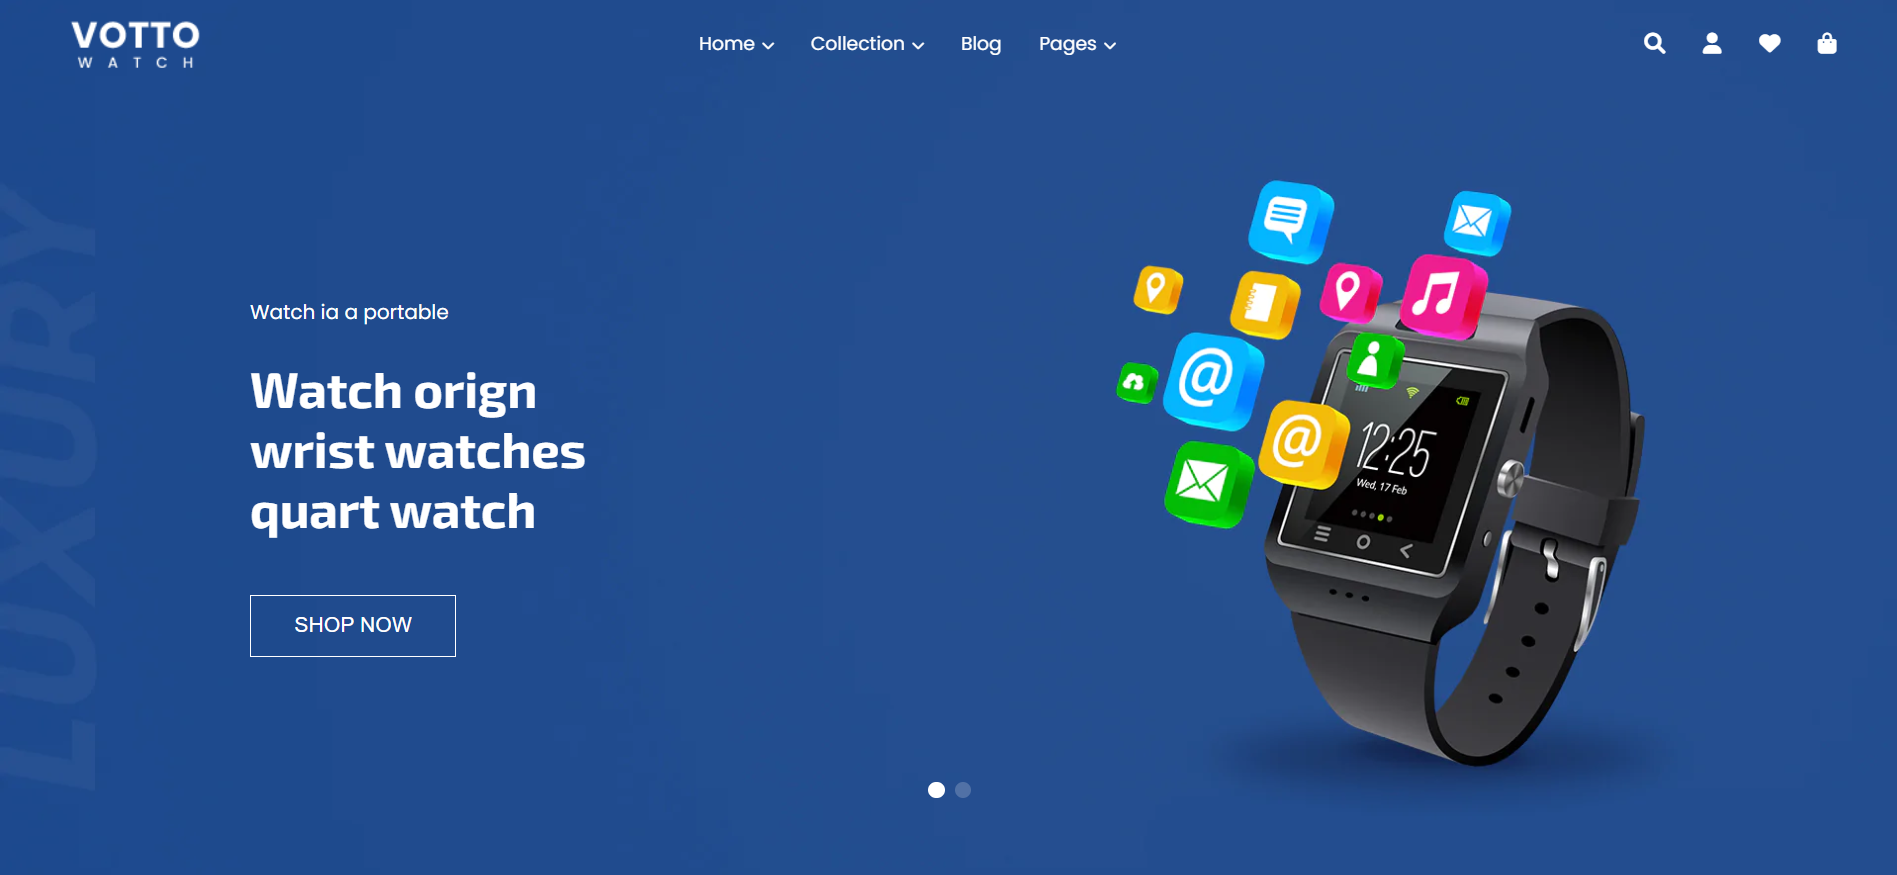 VOTTO
WATCH
Home
Collection
Blog
Pages
LUXURY
Watch ia a portable
Watch orign
wrist watches
quart watch
SHOP NOW
@
@
12:25
Wed, 17 Feb